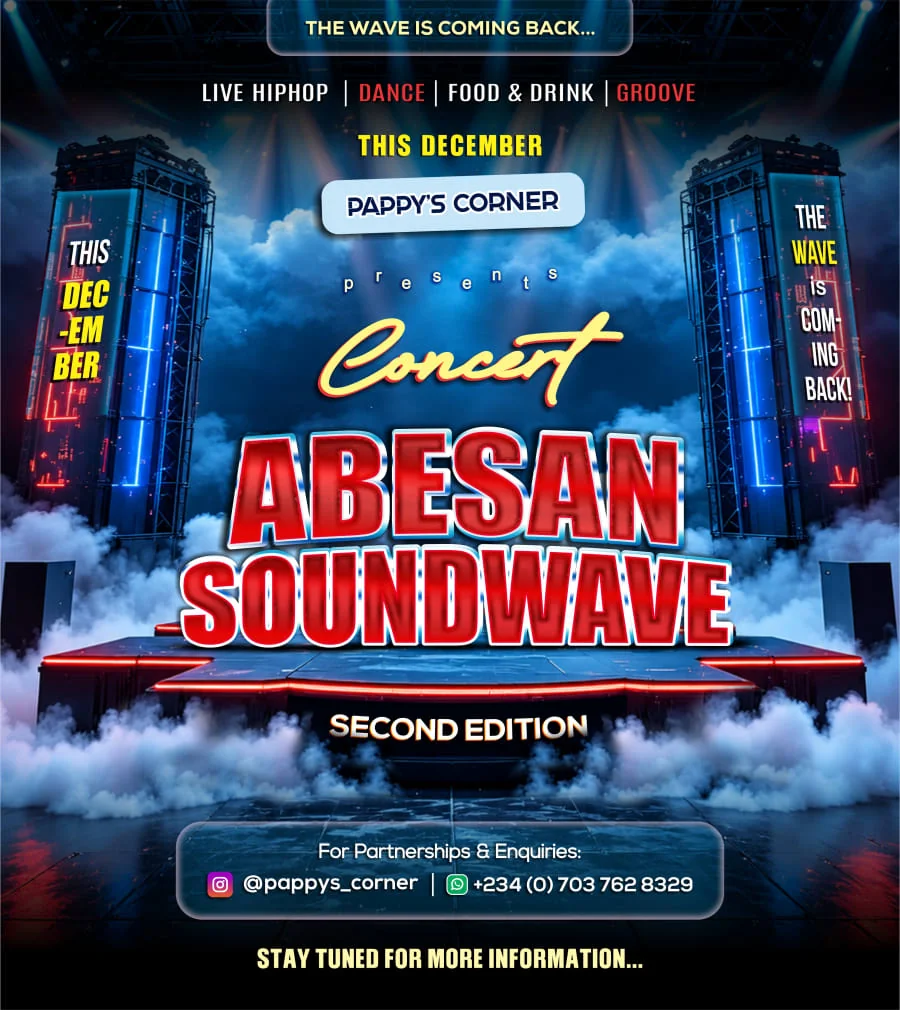 THE WAVE IS COMING BACK...
LIVE HIPHOP | DANCE | FOOD & DRINK | GROOVE
THIS DECEMBER
PAPPY'S CORNER
presents
Concert
ABESAN
SOUNDWAVE
SECOND EDITION
THIS
DEC
-EM
BER
THE
WAVE
is
COM-
ING
BACK!
For Partnerships & Enquiries:
@pappys_corner | +234 (0) 703 762 8329
STAY TUNED FOR MORE INFORMATION...